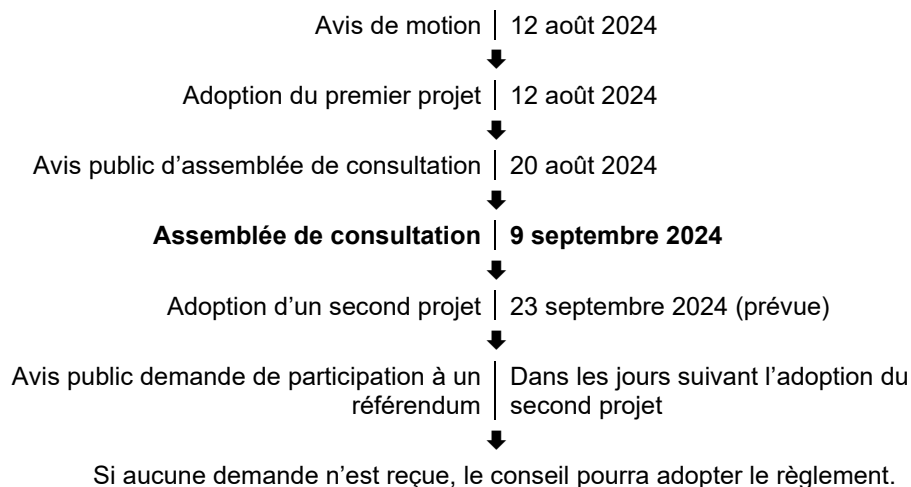 Avis de motion 12 août 2024
Adoption du premier projet 12 août 2024
Avis public d’assemblée de consultation 20 août 2024
Assemblée de consultation 9 septembre 2024
Adoption d’un second projet 23 septembre 2024 (prévue)
Avis public demande de participation à un Dans les jours suivant l’adoption du
référendum second projet
Si aucune demande n’est reçue, le conseil pourra adopter le règlement.